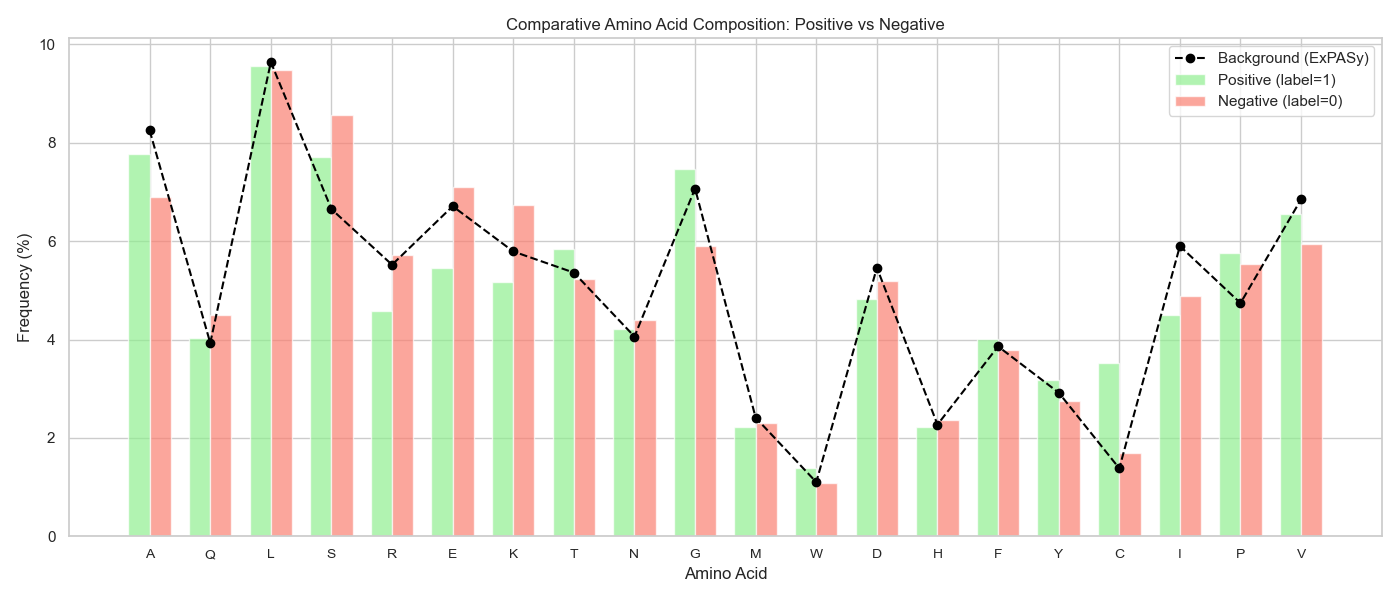 Comparative Amino Acid Composition: Positive vs Negative
Background (ExPASy)
Positive (label=1)
Negative (label=0)
Frequency (%)
10
8
6
4
2
0
A Q L S R E K T N G M W D H F Y C I P V
Amino Acid